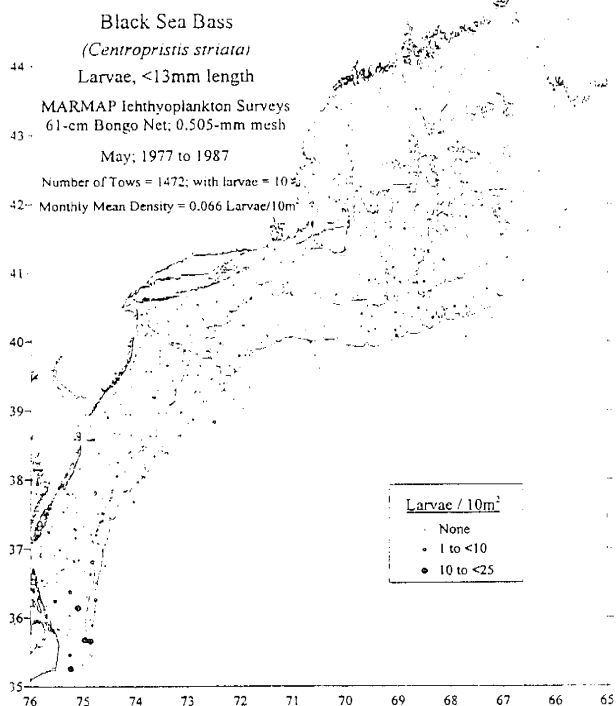 Black Sea Bass
(Centropristis striata)
Larvae, <13mm length
MARMAP Ichthyoplankton Surveys
61-cm Bongo Net; 0.505-mm mesh
May; 1977 to 1987
Number of Tows = 1472; with larvae = 10
Monthly Mean Density = 0.066 Larvae/10m²
44
43
42
41
40
39
38
37
36
35
Larvae / 10m²
None
1 to <10
10 to <25
76 75 74 73 72 71 70 69 68 67 66 65